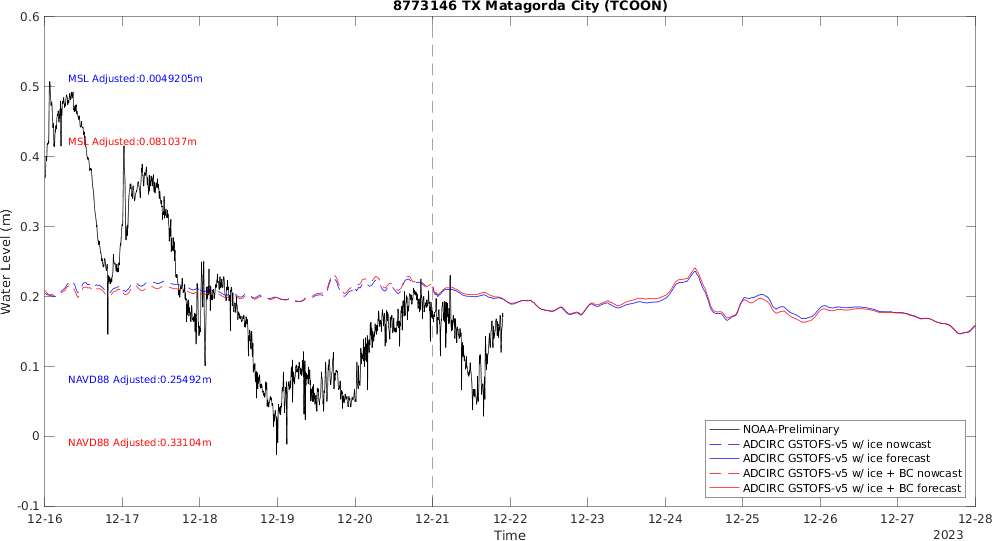 8773146 TX Matagorda City (TCOON)
0.6
0.5
0.4
0.3
0.2
0.1
0
-0.1
Water Level (m)
MSL Adjusted:0.0049205m
MSL Adjusted:0.081037m
NAVD88 Adjusted:0.25492m
NAVD88 Adjusted:0.33104m
NOAA-Preliminary
ADCIRC GSTOFS-v5 w/ ice nowcast
ADCIRC GSTOFS-v5 w/ ice forecast
ADCIRC GSTOFS-v5 w/ ice + BC nowcast
ADCIRC GSTOFS-v5 w/ ice + BC forecast
12-16 12-17 12-18 12-19 12-20 12-21 12-22 12-23 12-24 12-25 12-26 12-27 12-28
Time
2023